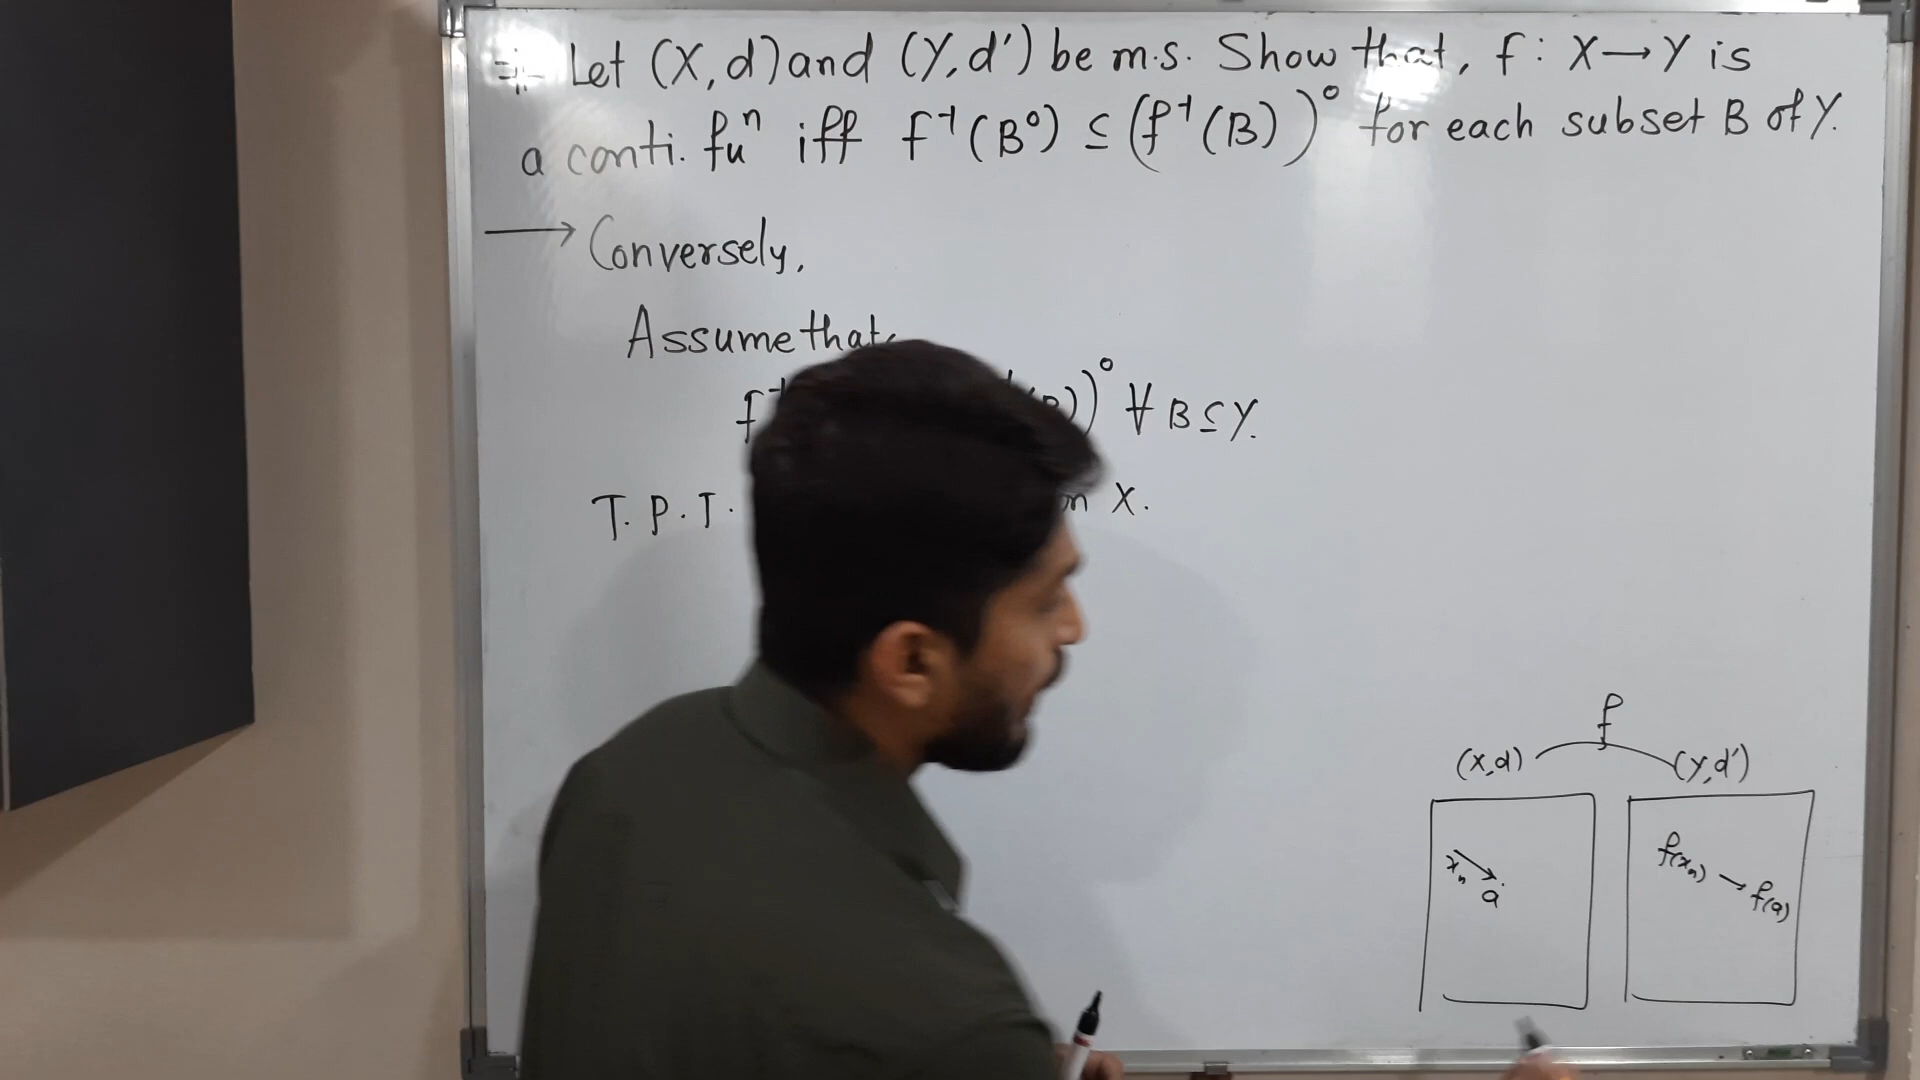 Let (X, d) and (Y, d') be m.s. Show that, f : X → Y is
a conti. fuⁿ iff f⁻¹(B°) ⊆ (f⁻¹(B))° for each subset B of Y.
→ Conversely,
Assume that
f )° ∀ B ⊆ Y.
T. P. T. X.
f
(X, d) (Y, d')
xₙ → a f(xₙ) → f(a)